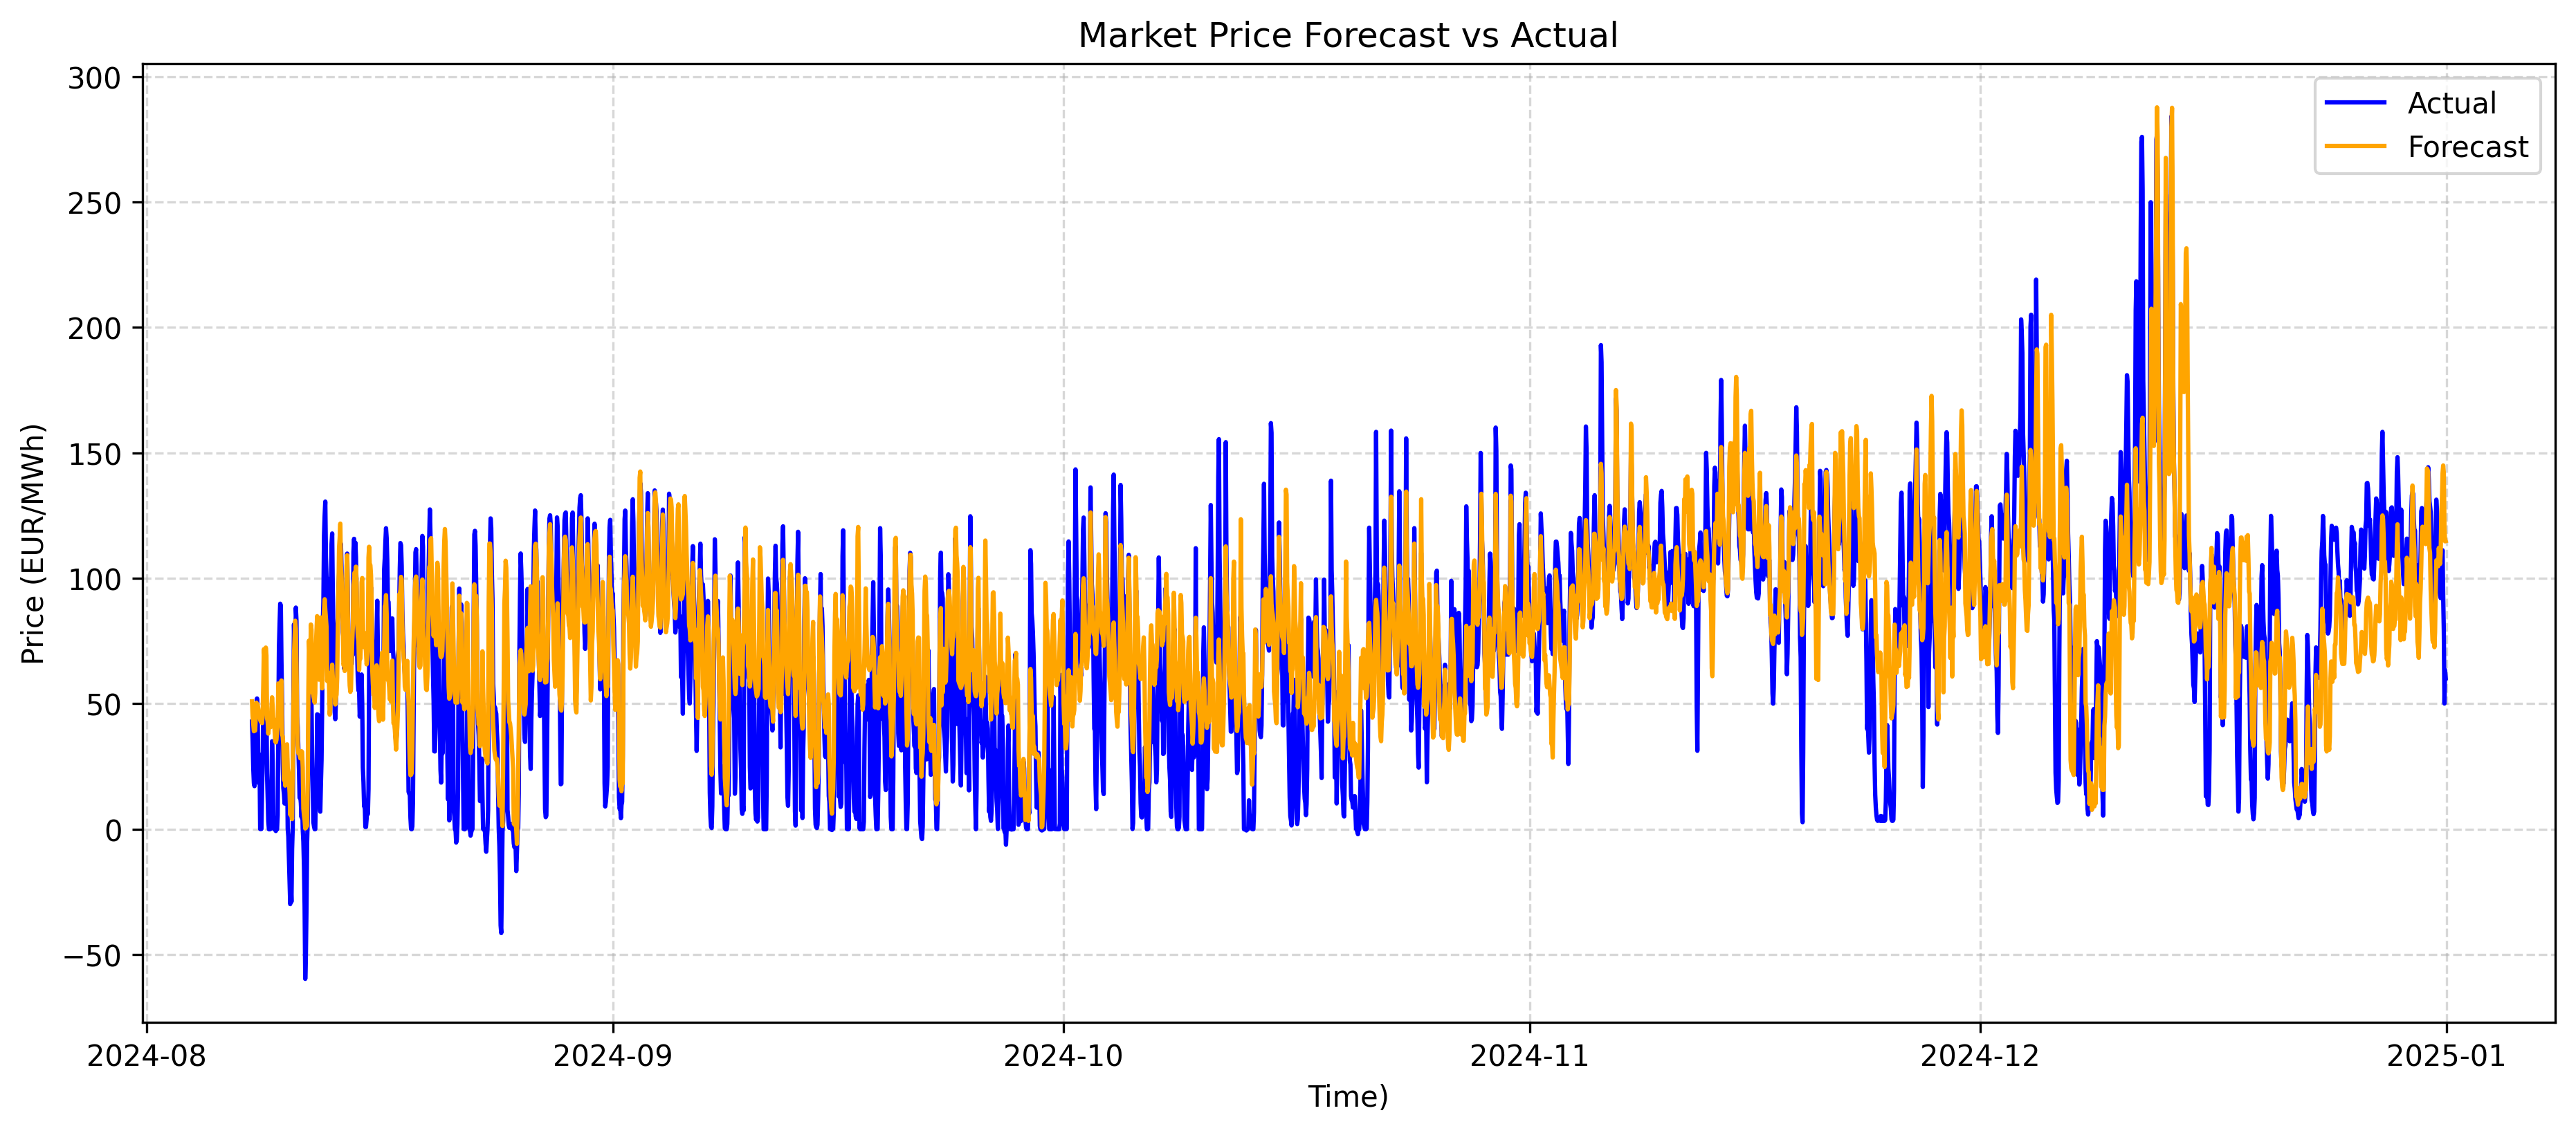 Market Price Forecast vs Actual
Actual
Forecast
Price (EUR/MWh)
300
250
200
150
100
50
0
−50
2024-08
2024-09
2024-10
2024-11
2024-12
2025-01
Time)